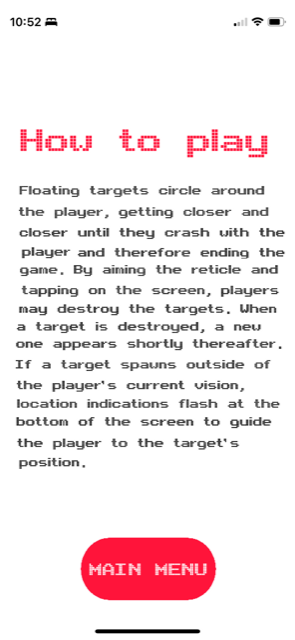 10:52
How to play
Floating targets circle around
the player, getting closer and
closer until they crash with the
player and therefore ending the
game. By aiming the reticle and
tapping on the screen, players
may destroy the targets. When
a target is destroyed, a new
one appears shortly thereafter.
If a target spawns outside of
the player's current vision,
location indications flash at the
bottom of the screen to guide
the player to the target's
position.
MAIN MENU